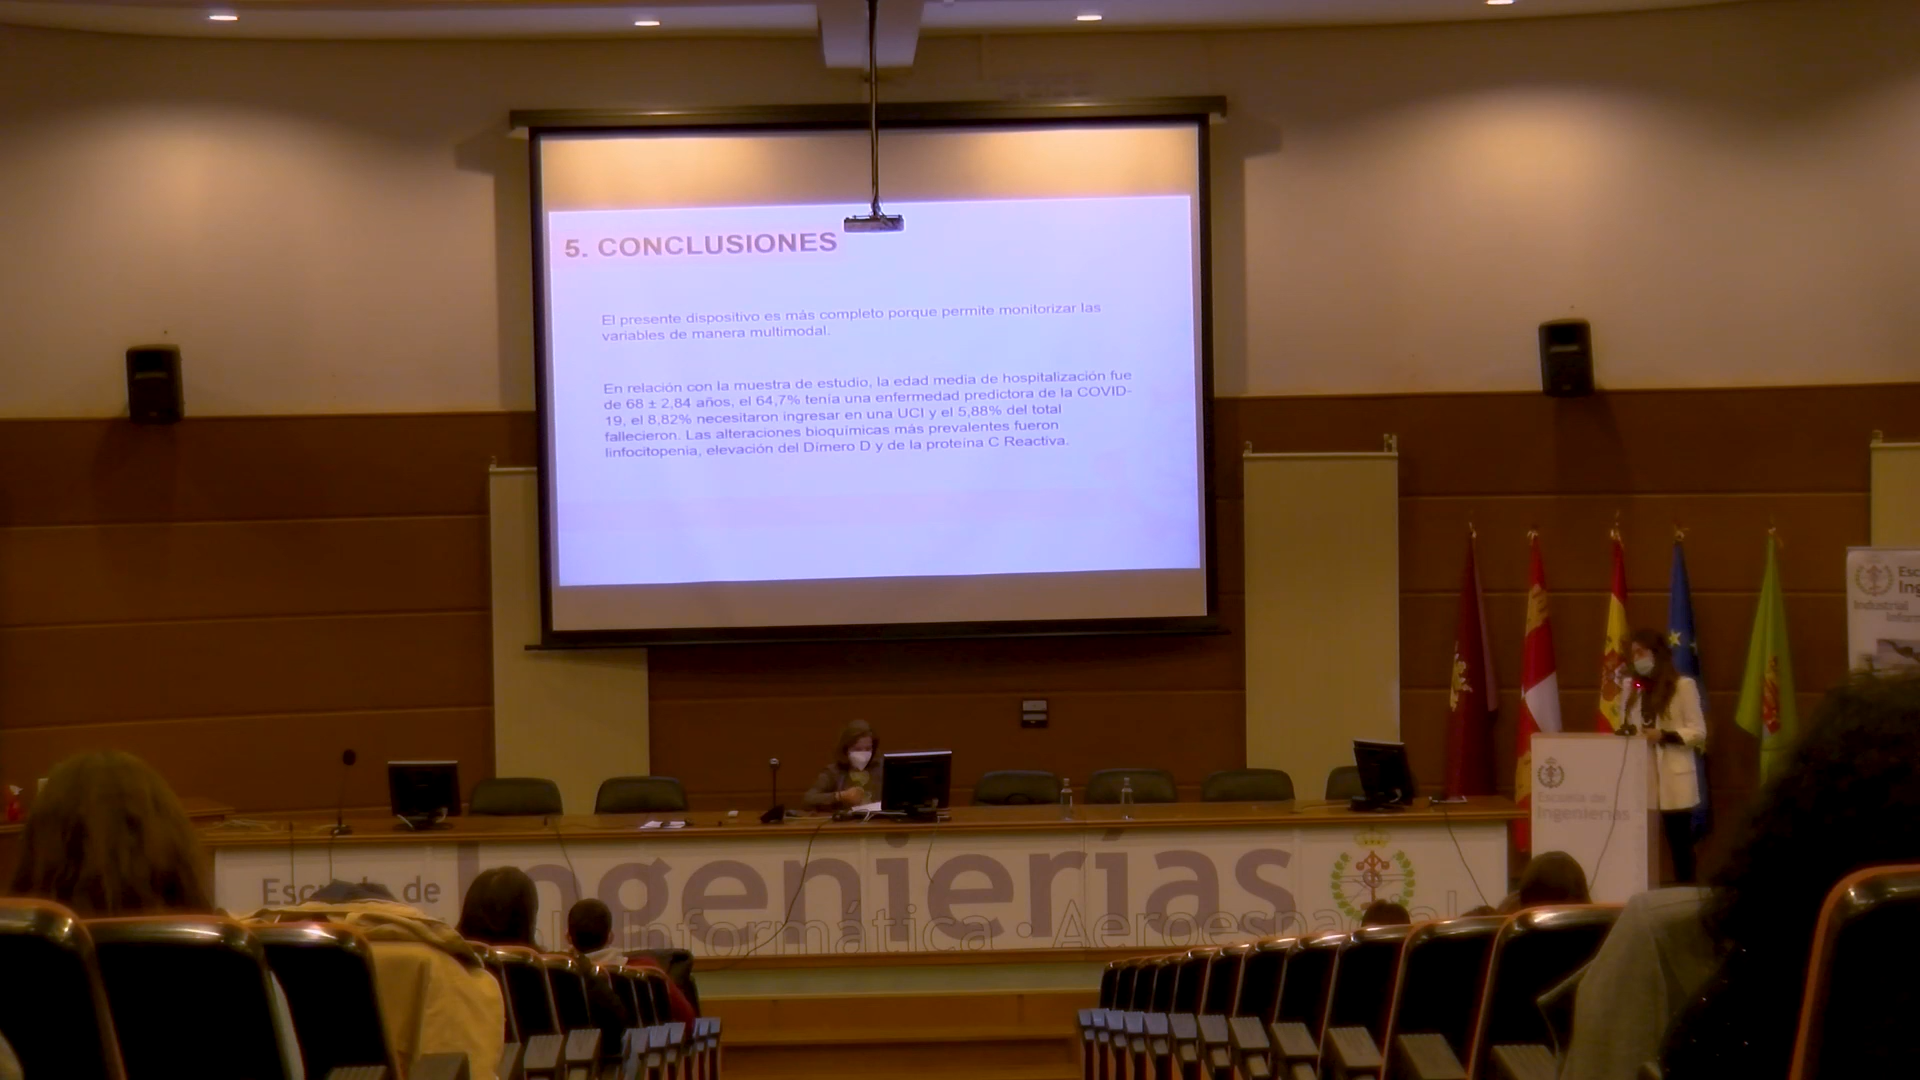 5. CONCLUSIONES
El presente dispositivo es más completo porque permite monitorizar las
variables de manera multimodal.
En relación con la muestra de estudio, la edad media de hospitalización fue
de 68 ± 2,84 años, el 64,7% tenía una enfermedad predictora de la COVID-
19, el 8,82% necesitaron ingresar en una UCI y el 5,88% del total
fallecieron. Las alteraciones bioquímicas más prevalentes fueron
linfocitopenia, elevación del Dímero D y de la proteína C Reactiva.
Industrial
Escuela de
Ingenierías
Escuela de
Ingenierías
Informática · Aeroespacial